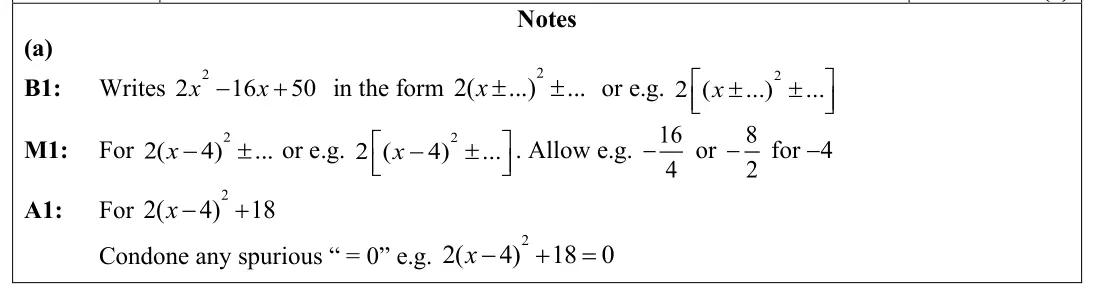 Notes
(a)
B1: Writes 2x² −16x + 50 in the form 2(x ± ...)² ± ... or e.g. 2[(x ± ...)² ± ...]
M1: For 2(x − 4)² ± ... or e.g. 2[(x − 4)² ± ...]. Allow e.g. −16/4 or −8/2 for −4
A1: For 2(x − 4)² +18
Condone any spurious “ = 0” e.g. 2(x − 4)² +18 = 0